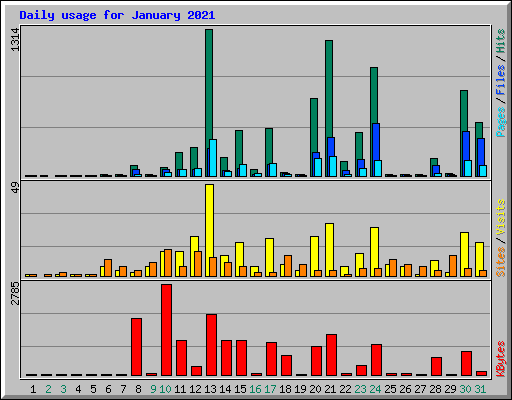 Daily usage for January 2021
1314
Pages / Files / Hits
49
Sites / Visits
2785
KBytes
1 2 3 4 5 6 7 8 9 10 11 12 13 14 15 16 17 18 19 20 21 22 23 24 25 26 27 28 29 30 31